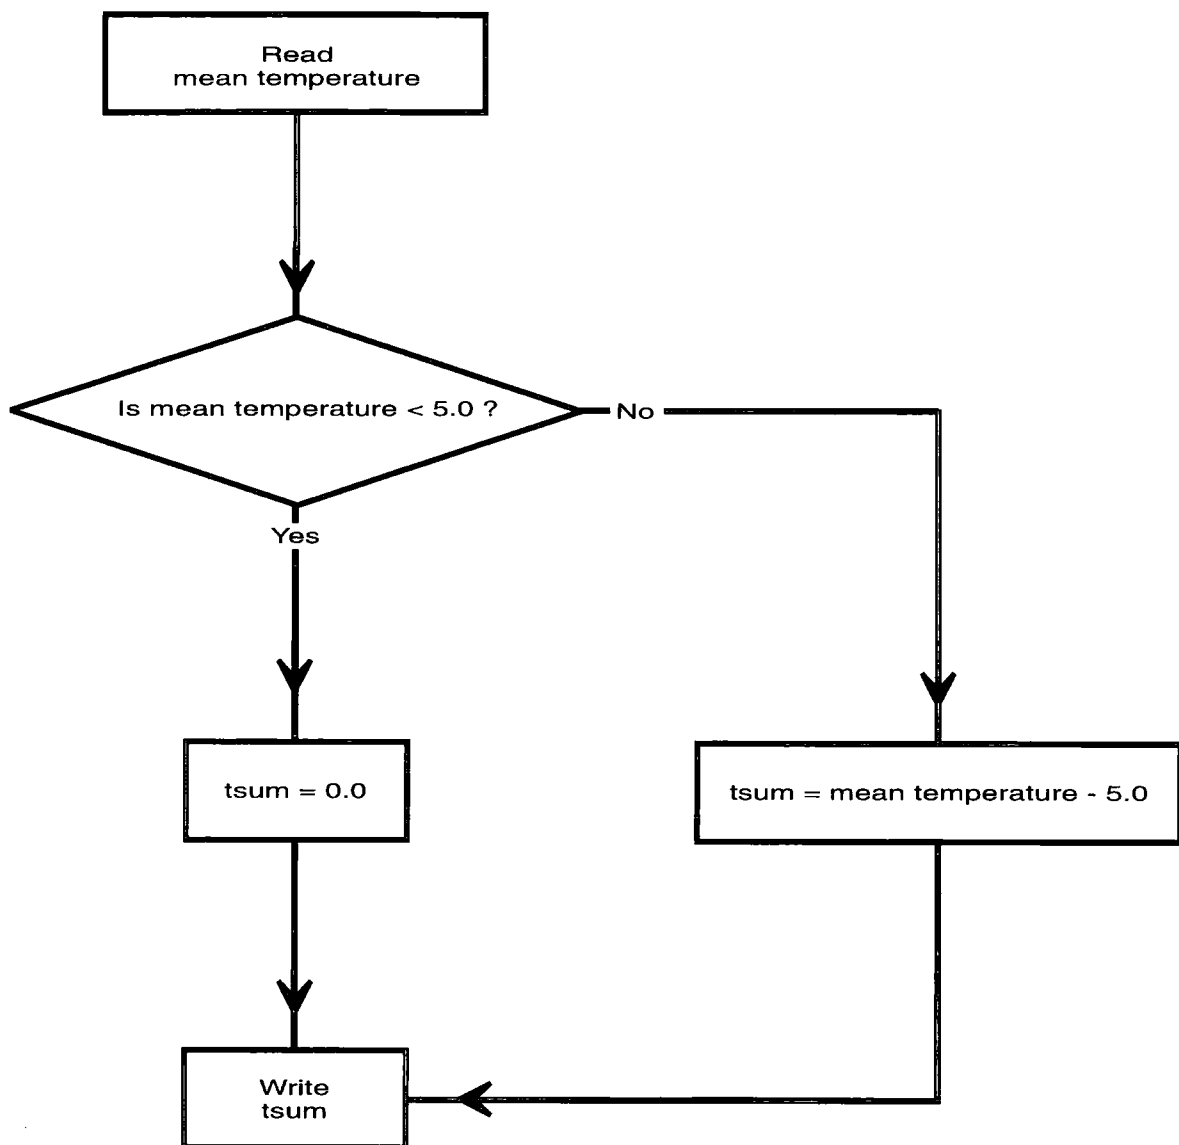 Read
mean temperature
Is mean temperature < 5.0 ?
No
Yes
tsum = 0.0
tsum = mean temperature - 5.0
Write
tsum